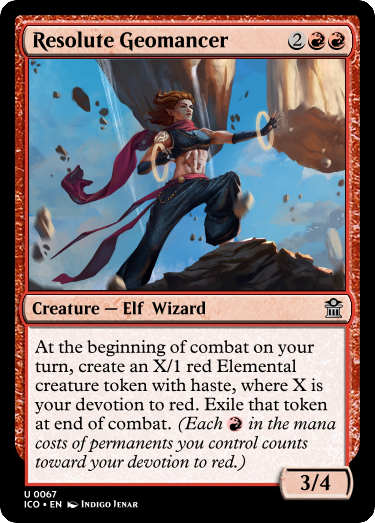 Resolute Geomancer 2
Creature — Elf Wizard
At the beginning of combat on your
turn, create an X/1 red Elemental
creature token with haste, where X is
your devotion to red. Exile that token
at end of combat. (Each in the mana
costs of permanents you control counts
toward your devotion to red.)
3/4
U 0067
ICO • EN Indigo Jenar